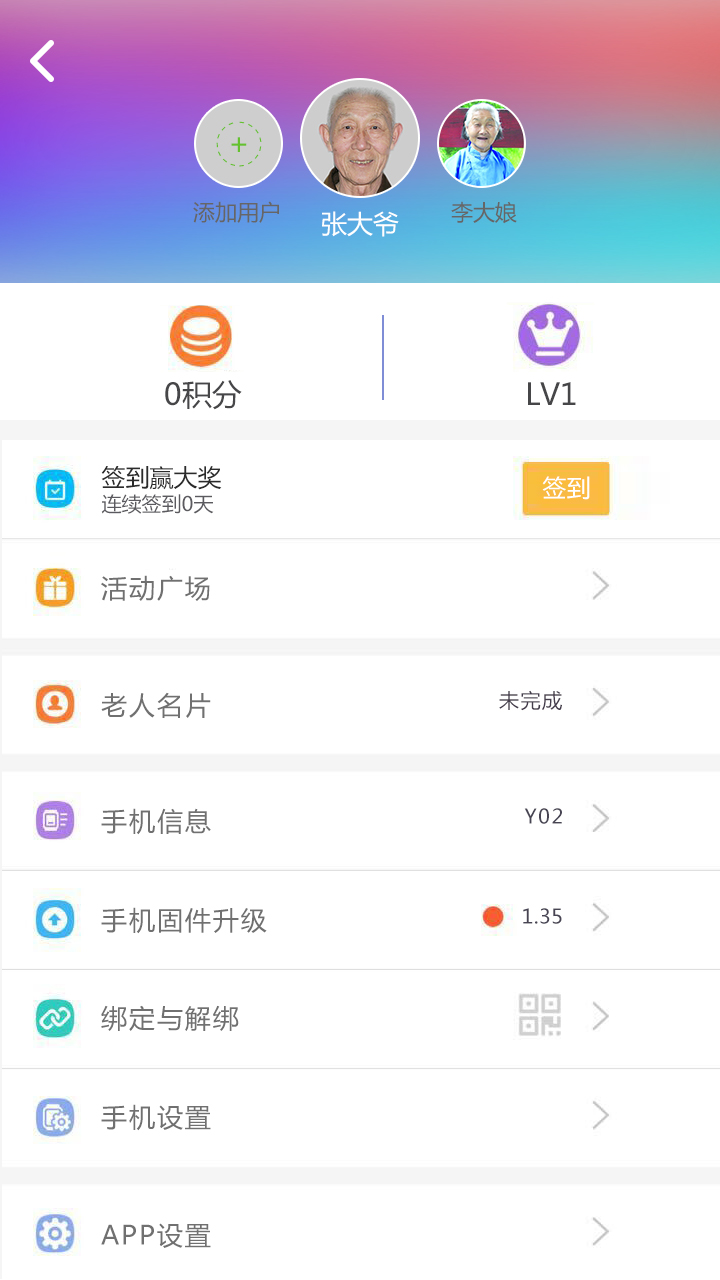 添加用户
张大爷
李大娘
0积分
LV1
签到赢大奖
连续签到0天
签到
活动广场
老人名片
未完成
手机信息
Y02
手机固件升级
1.35
绑定与解绑
手机设置
APP设置